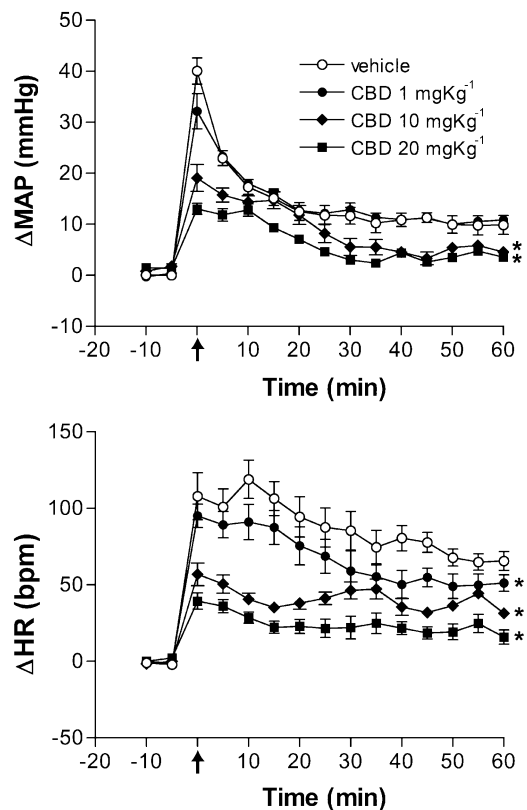 50
40
30
20
10
0
-10
ΔMAP (mmHg)
vehicle
CBD 1 mgKg-1
CBD 10 mgKg-1
CBD 20 mgKg-1
*
*
-20 -10 0 10 20 30 40 50 60
Time (min)
150
100
50
0
-50
ΔHR (bpm)
*
*
*
-20 -10 0 10 20 30 40 50 60
Time (min)